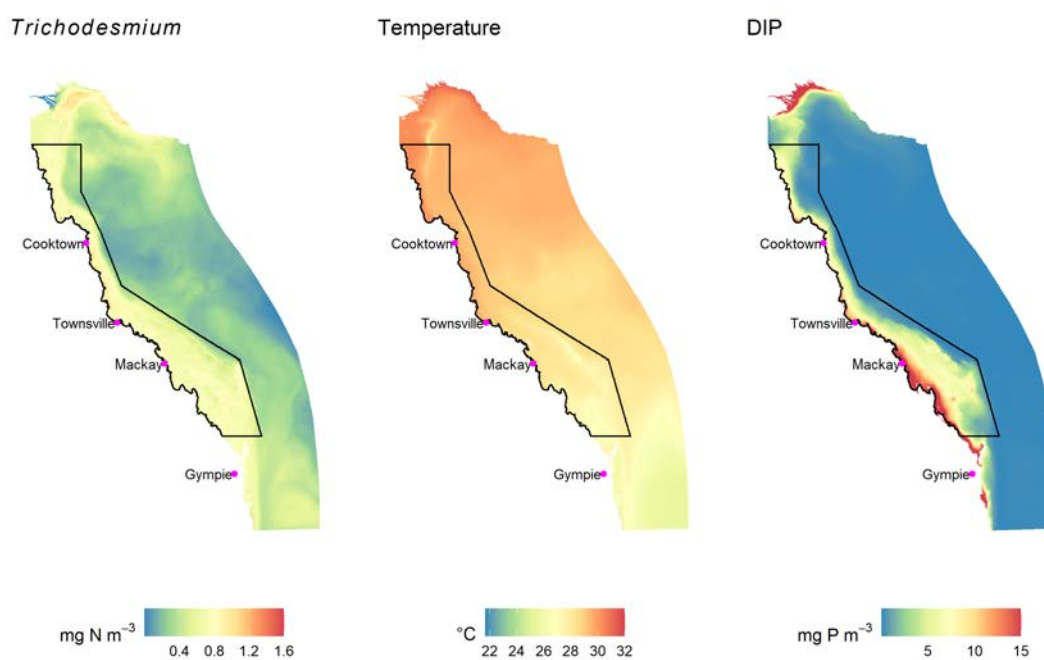 Trichodesmium
Temperature
DIP
Cooktown
Townsville
Mackay
Gympie
Cooktown
Townsville
Mackay
Gympie
Cooktown
Townsville
Mackay
Gympie
mg N m⁻³
0.4 0.8 1.2 1.6
°C
22 24 26 28 30 32
mg P m⁻³
5 10 15